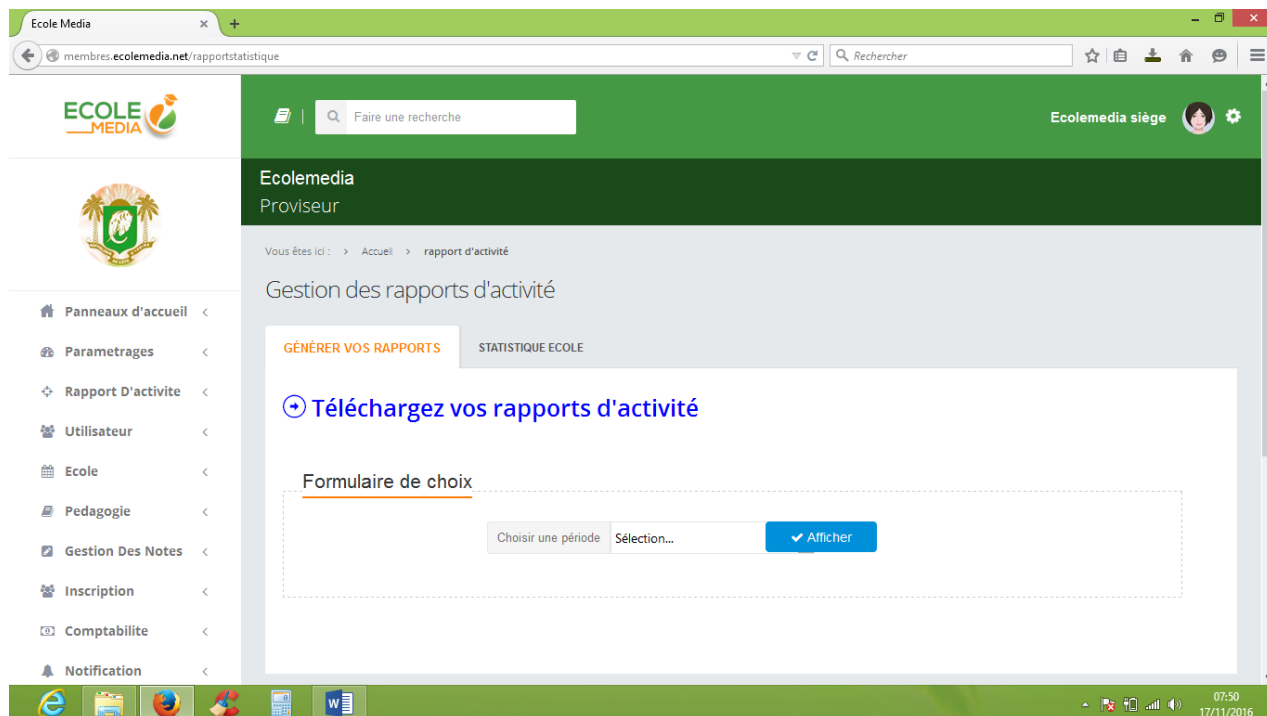 Ecole Media
membres.ecolemedia.net/rapportstatistique
Rechercher
ECOLE
MEDIA
Faire une recherche
Ecolemedia siège
Ecolemedia
Proviseur
Vous êtes ici : > Accueil > rapport d'activité
Gestion des rapports d'activité
GÉNÉRER VOS RAPPORTS
STATISTIQUE ECOLE
Téléchargez vos rapports d'activité
Formulaire de choix
Choisir une période
Sélection...
Afficher
Panneaux d'accueil
Parametrages
Rapport D'activite
Utilisateur
Ecole
Pedagogie
Gestion Des Notes
Inscription
Comptabilite
Notification
07:50
17/11/2016